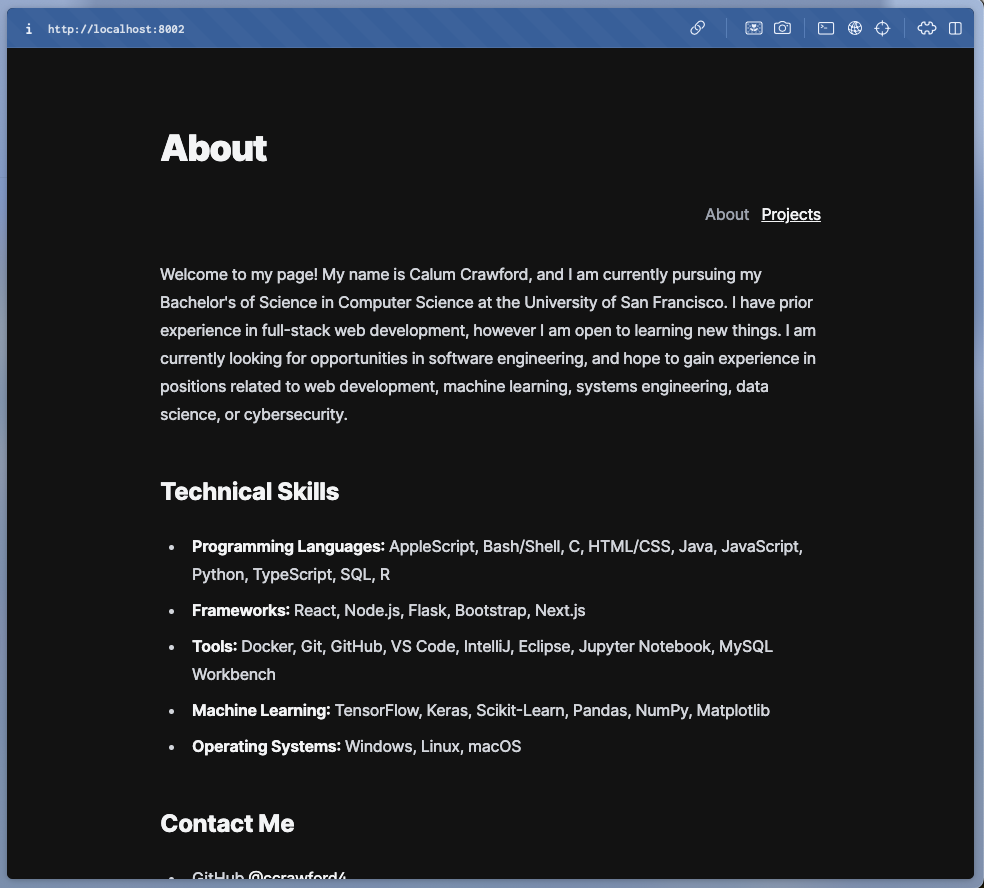 http://localhost:8002
About
About Projects
Welcome to my page! My name is Calum Crawford, and I am currently pursuing my
Bachelor's of Science in Computer Science at the University of San Francisco. I have prior
experience in full-stack web development, however I am open to learning new things. I am
currently looking for opportunities in software engineering, and hope to gain experience in
positions related to web development, machine learning, systems engineering, data
science, or cybersecurity.
Technical Skills
• Programming Languages: AppleScript, Bash/Shell, C, HTML/CSS, Java, JavaScript,
Python, TypeScript, SQL, R
• Frameworks: React, Node.js, Flask, Bootstrap, Next.js
• Tools: Docker, Git, GitHub, VS Code, IntelliJ, Eclipse, Jupyter Notebook, MySQL
Workbench
• Machine Learning: TensorFlow, Keras, Scikit-Learn, Pandas, NumPy, Matplotlib
• Operating Systems: Windows, Linux, macOS
Contact Me
• GitHub @ccrawford4